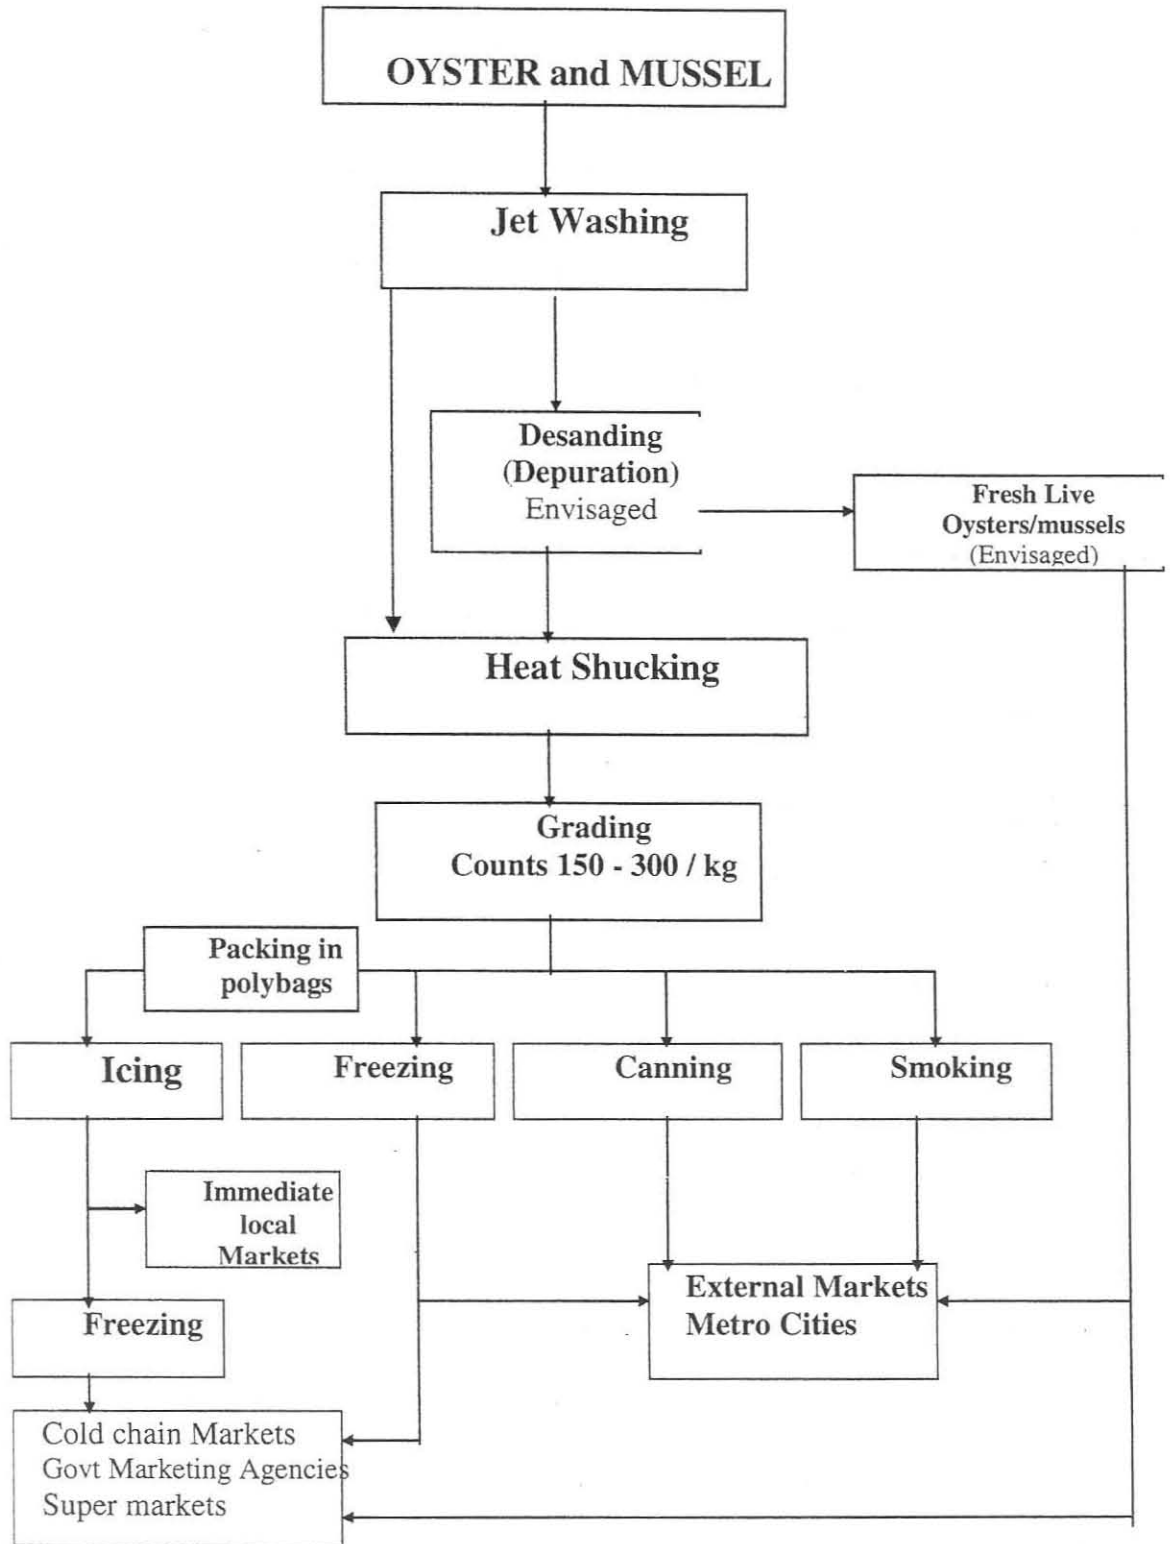 OYSTER and MUSSEL
Jet Washing
Desanding
(Depuration)
Envisaged
Fresh Live
Oysters/mussels
(Envisaged)
Heat Shucking
Grading
Counts 150 - 300 / kg
Packing in
polybags
Icing
Freezing
Canning
Smoking
Immediate
local
Markets
External Markets
Metro Cities
Freezing
Cold chain Markets
Govt Marketing Agencies
Super markets